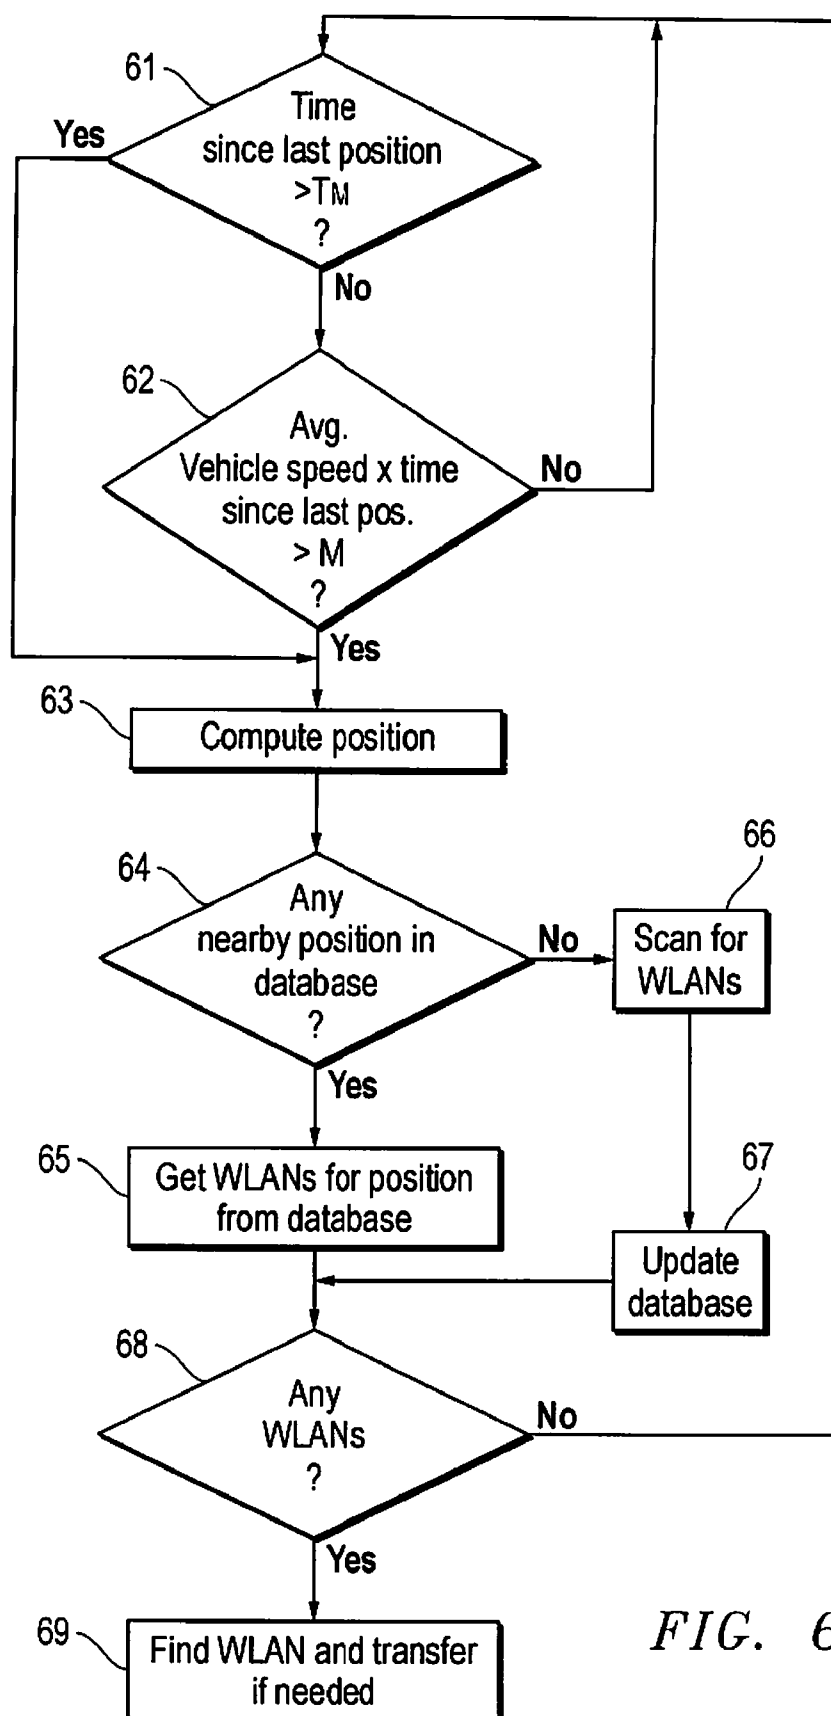 61
Time
since last position
>TM
?
Yes
No
62
Avg.
Vehicle speed x time
since last pos.
> M
?
No
Yes
63
Compute position
64
Any
nearby position in
database
?
No
Yes
66
Scan for
WLANs
65
Get WLANs for position
from database
67
Update
database
68
Any
WLANs
?
No
Yes
69
Find WLAN and transfer
if needed
FIG. 6